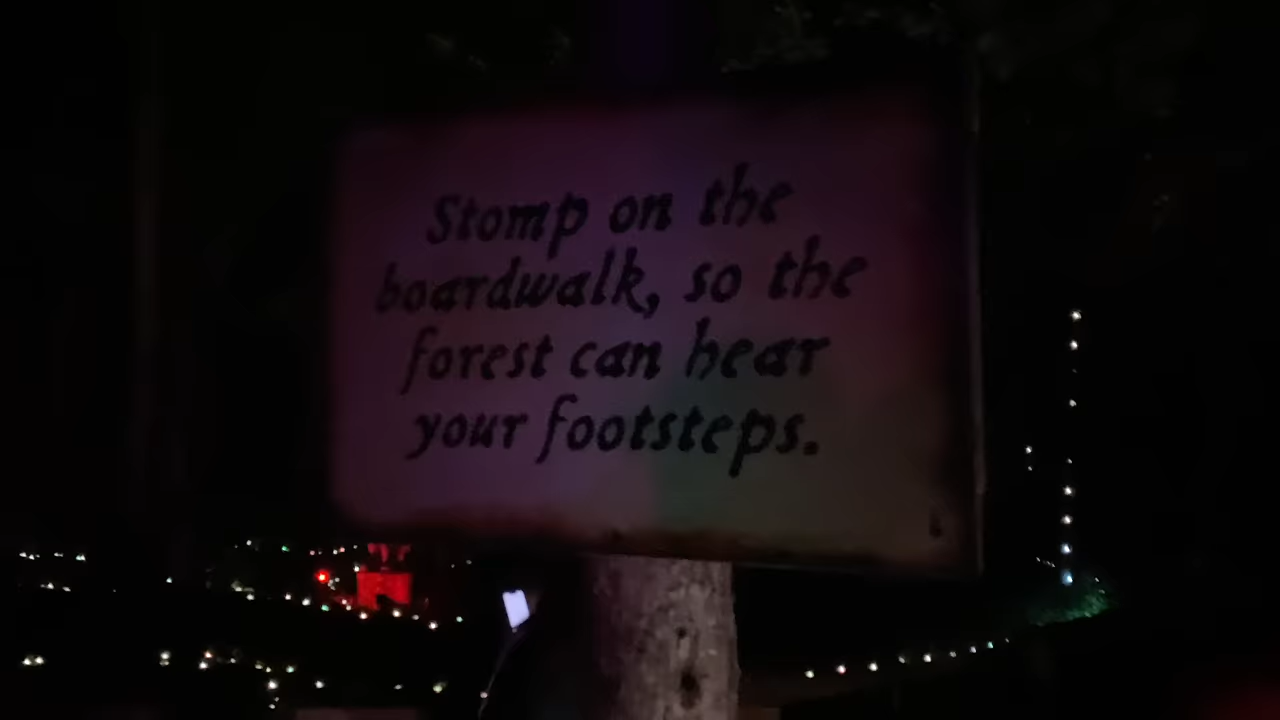 Stomp on the
boardwalk, so the
forest can hear
your footsteps.